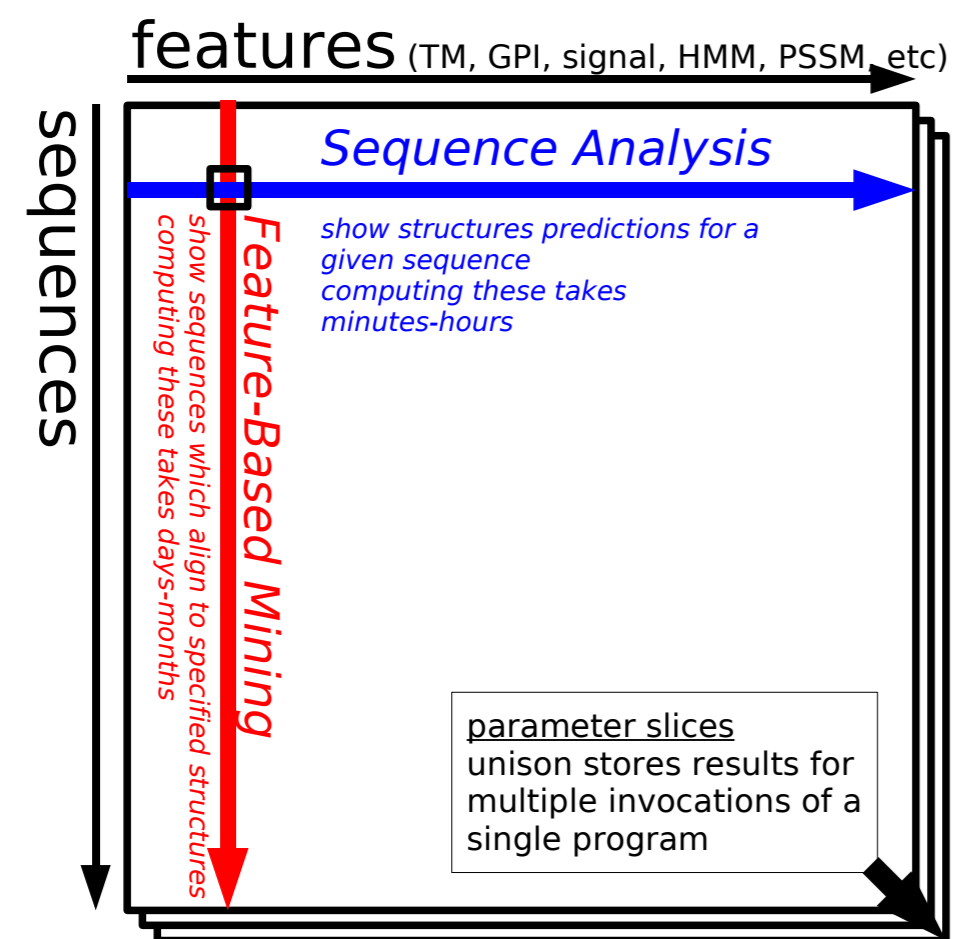 features (TM, GPI, signal, HMM, PSSM, etc)
sequences
Sequence Analysis
show structures predictions for a
given sequence
computing these takes
minutes-hours
Feature-Based Mining
show sequences which align to specified structures
computing these takes days-months
parameter slices
unison stores results for
multiple invocations of a
single program